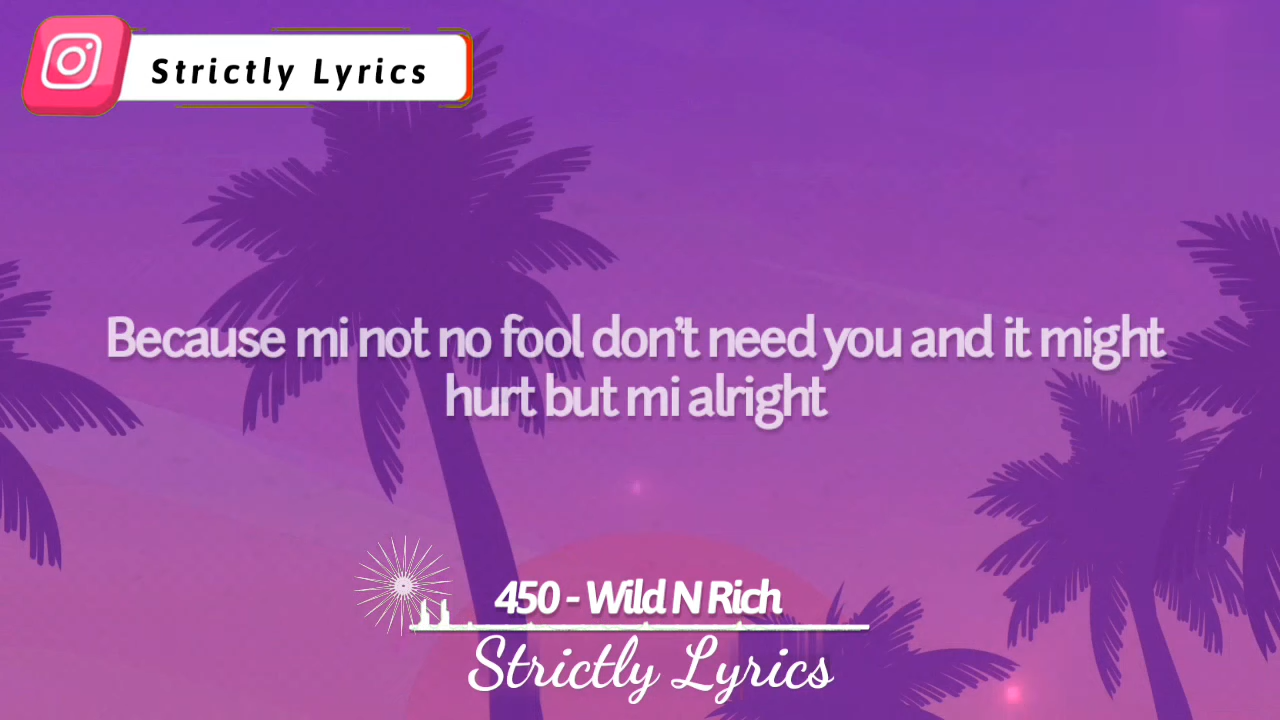 Strictly Lyrics
Because mi not no fool don't need you and it might
hurt but mi alright
450 - Wild N Rich
Strictly Lyrics